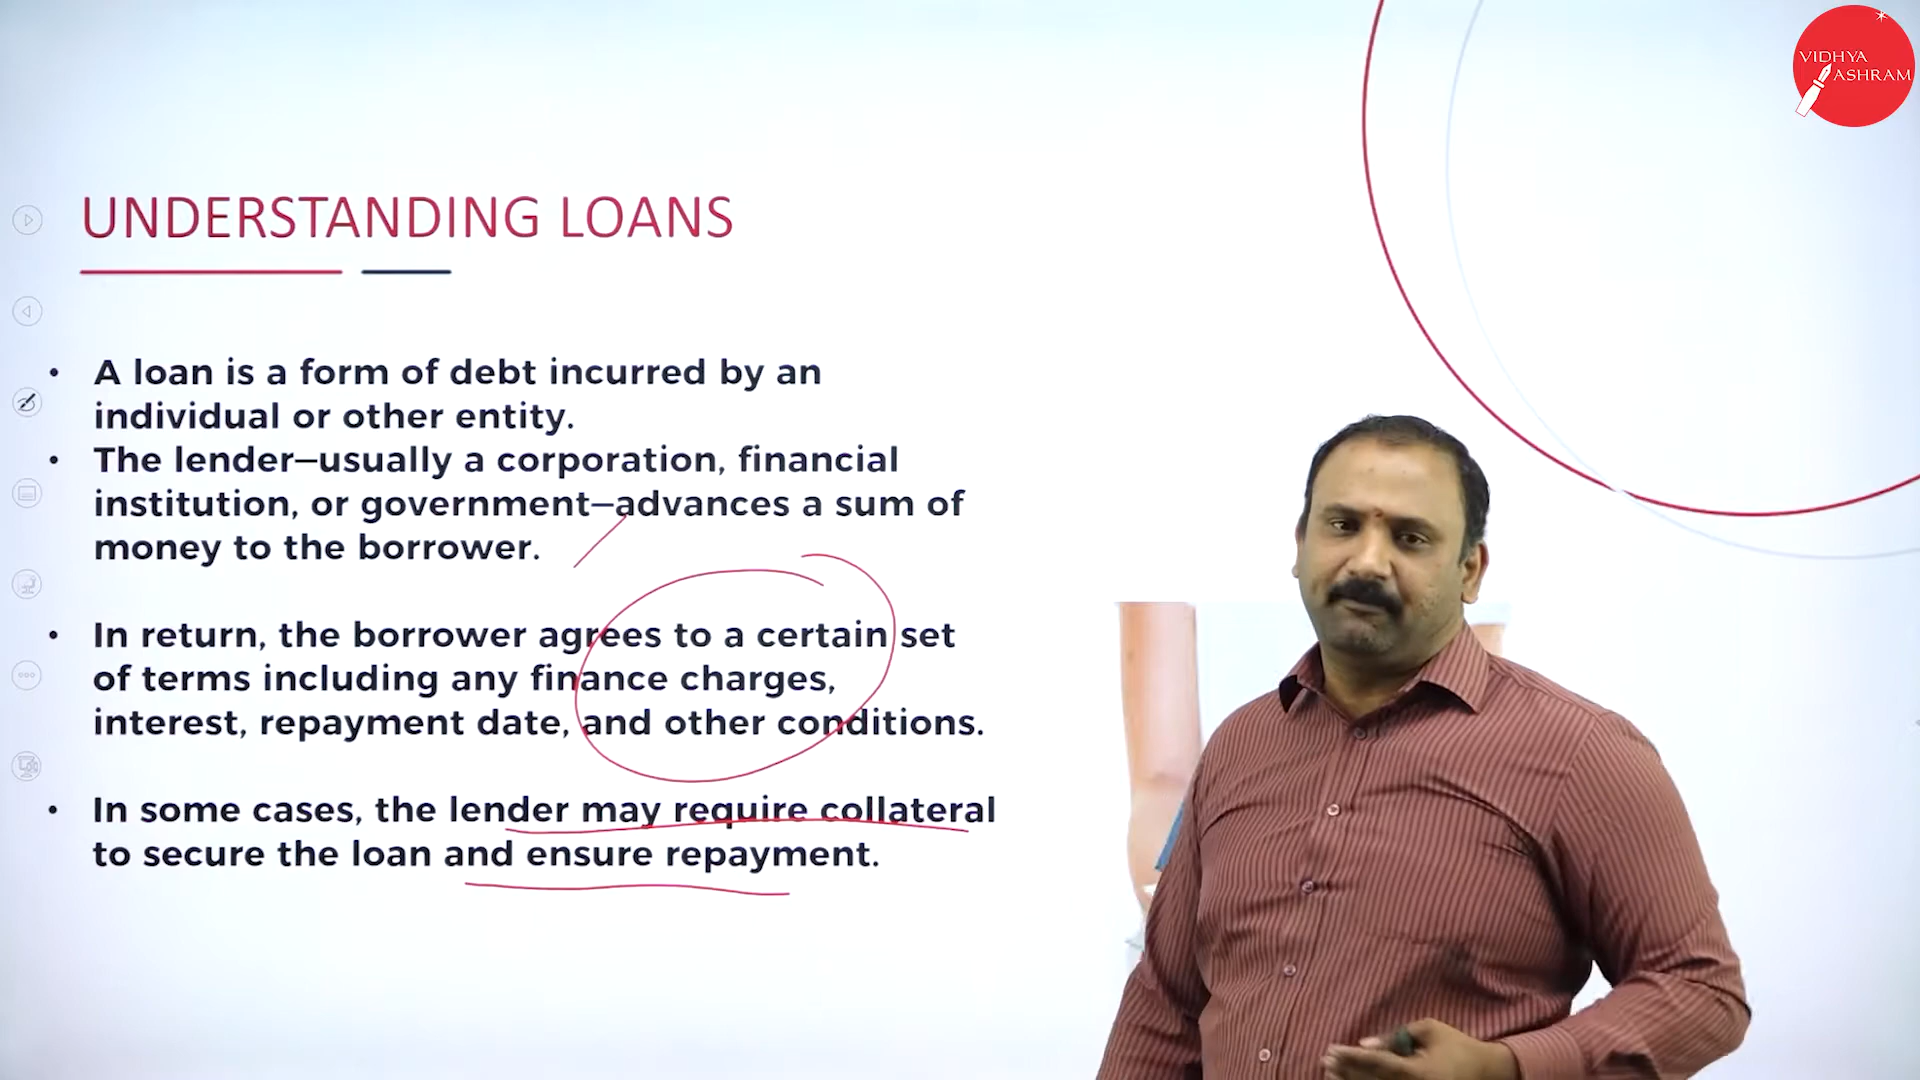 VIDHYA
ASHRAM
UNDERSTANDING LOANS
• A loan is a form of debt incurred by an
individual or other entity.
• The lender—usually a corporation, financial
institution, or government—advances a sum of
money to the borrower.
• In return, the borrower agrees to a certain set
of terms including any finance charges,
interest, repayment date, and other conditions.
• In some cases, the lender may require collateral
to secure the loan and ensure repayment.